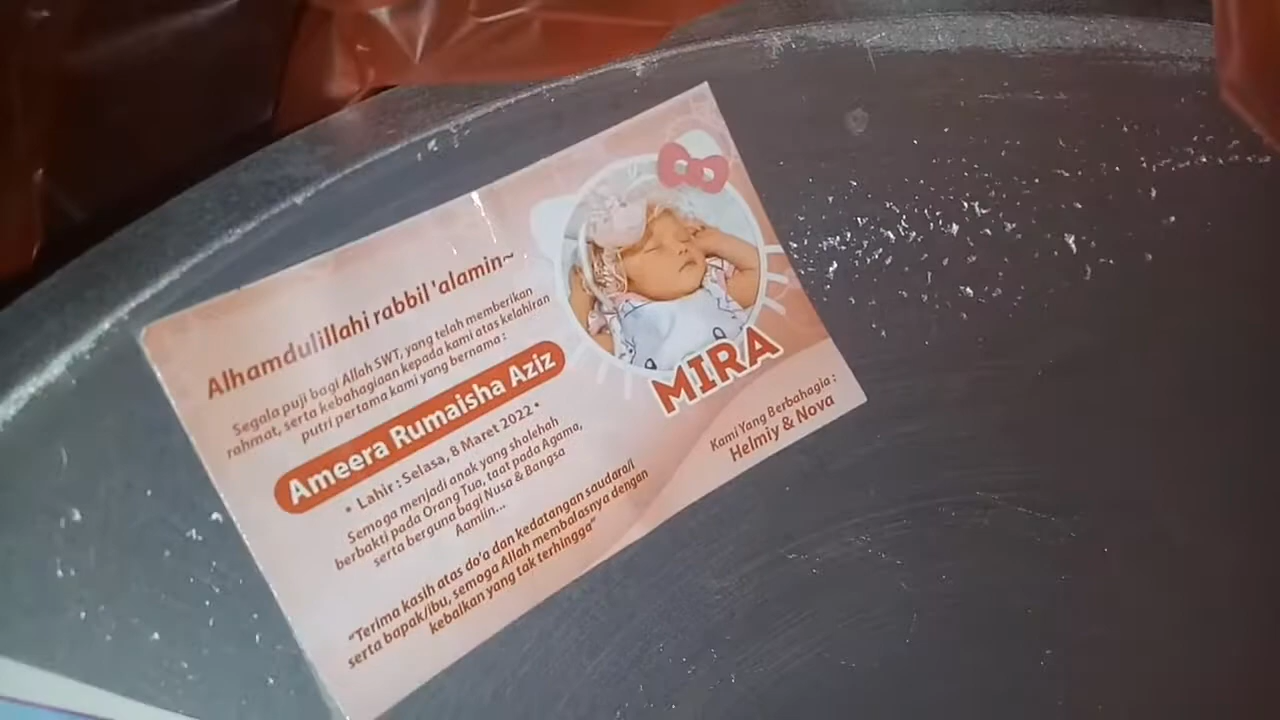 Alhamdulillahi rabbil 'alamin~
Segala puji bagi Allah SWT, yang telah memberikan
rahmat, serta kebahagiaan kepada kami atas kelahiran
putri pertama kami yang bernama :
Ameera Rumaisha Aziz
• Lahir : Selasa, 8 Maret 2022 •
Semoga menjadi anak yang sholehah
berbakti pada Orang Tua, taat pada Agama,
serta berguna bagi Nusa & Bangsa
Aamiin...
"Terima kasih atas do'a dan kedatangan saudara/i
serta bapak/ibu, semoga Allah membalasnya dengan
kebaikan yang tak terhingga"
MIRA
Kami Yang Berbahagia :
Helmiy & Nova